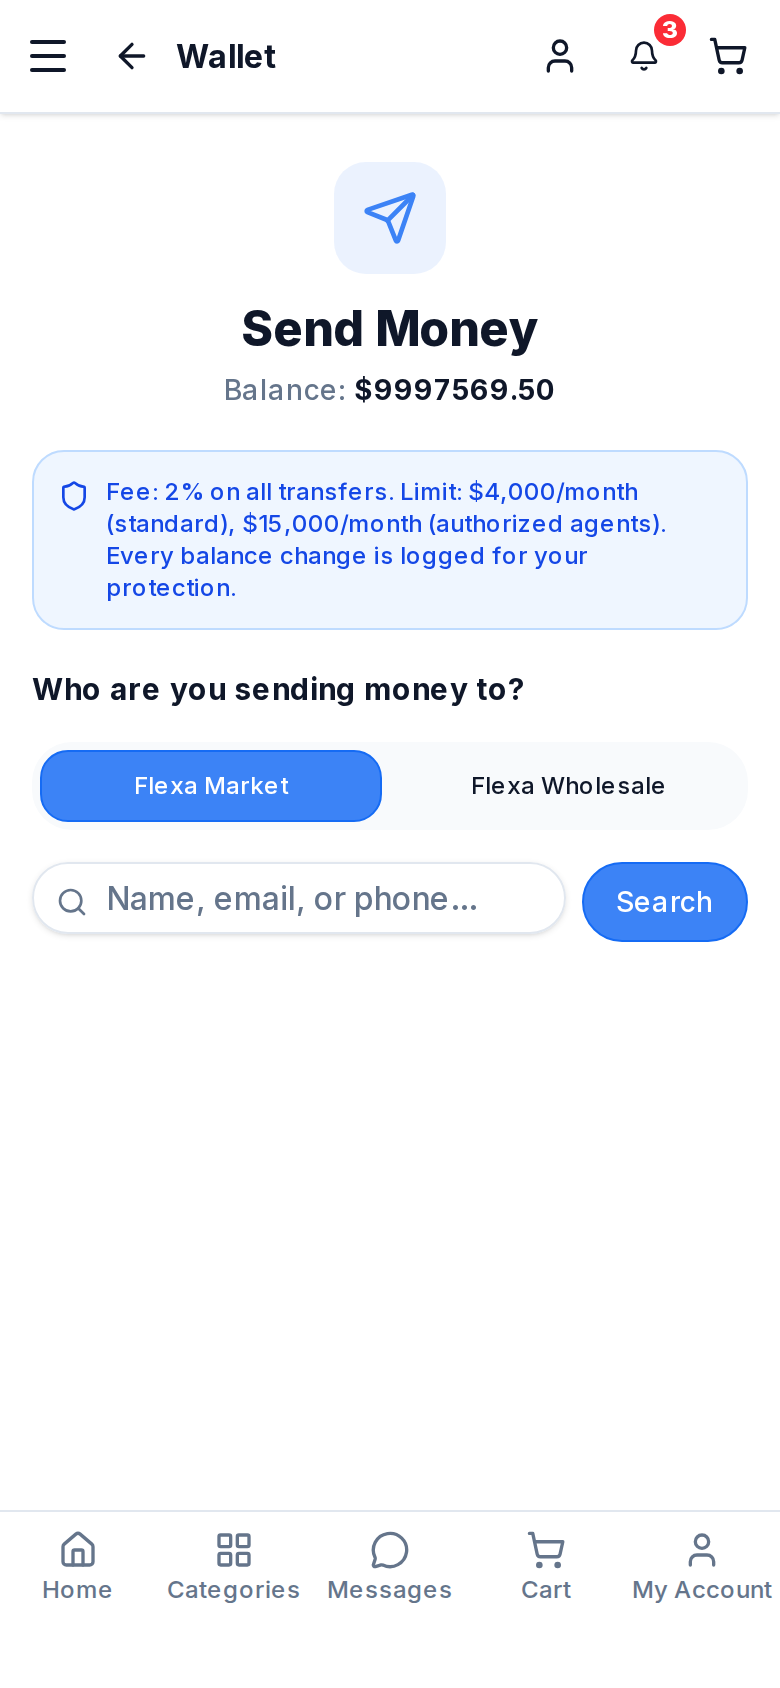 Wallet
3
Send Money
Balance: $9997569.50
Fee: 2% on all transfers. Limit: $4,000/month
(standard), $15,000/month (authorized agents).
Every balance change is logged for your
protection.
Who are you sending money to?
Flexa Market
Flexa Wholesale
Name, email, or phone...
Search
Home
Categories
Messages
Cart
My Account